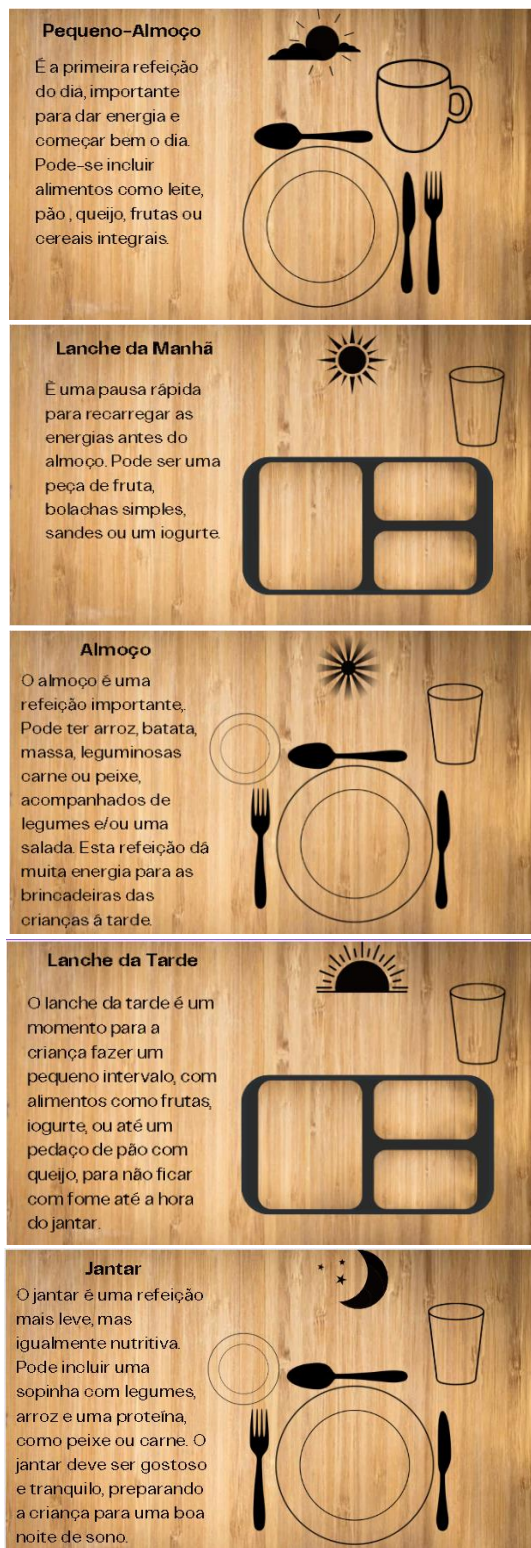 Pequeno-Almoço
É a primeira refeição
do dia, importante
para dar energia e
começar bem o dia.
Pode-se incluir
alimentos como leite,
pão , queijo, frutas ou
cereais integrais.
Lanche da Manhã
È uma pausa rápida
para recarregar as
energias antes do
almoço. Pode ser uma
peça de fruta,
bolachas simples,
sandes ou um iogurte.
Almoço
O almoço é uma
refeição importante,.
Pode ter arroz, batata,
massa, leguminosas
carne ou peixe,
acompanhados de
legumes e/ou uma
salada. Esta refeição dá
muita energia para as
brincadeiras das
crianças á tarde.
Lanche da Tarde
O lanche da tarde é um
momento para a
criança fazer um
pequeno intervalo, com
alimentos como frutas,
iogurte, ou até um
pedaço de pão com
queijo, para não ficar
com fome até a hora
do jantar.
Jantar
O jantar é uma refeição
mais leve, mas
igualmente nutritiva.
Pode incluir uma
sopinha com legumes,
arroz e uma proteína,
como peixe ou carne. O
jantar deve ser gostoso
e tranquilo, preparando
a criança para uma boa
noite de sono.